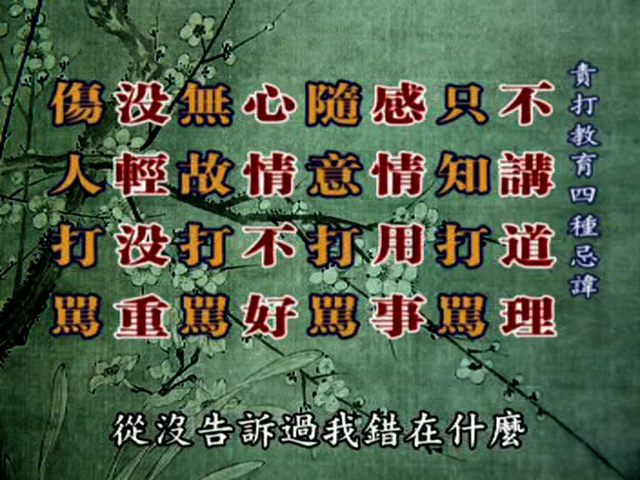 責打教育四種忌諱
不講道理
只知打罵
感情用事
隨意打罵
心情不好
無故打罵
没輕没重
傷人打罵
從沒告訴過我錯在什麼